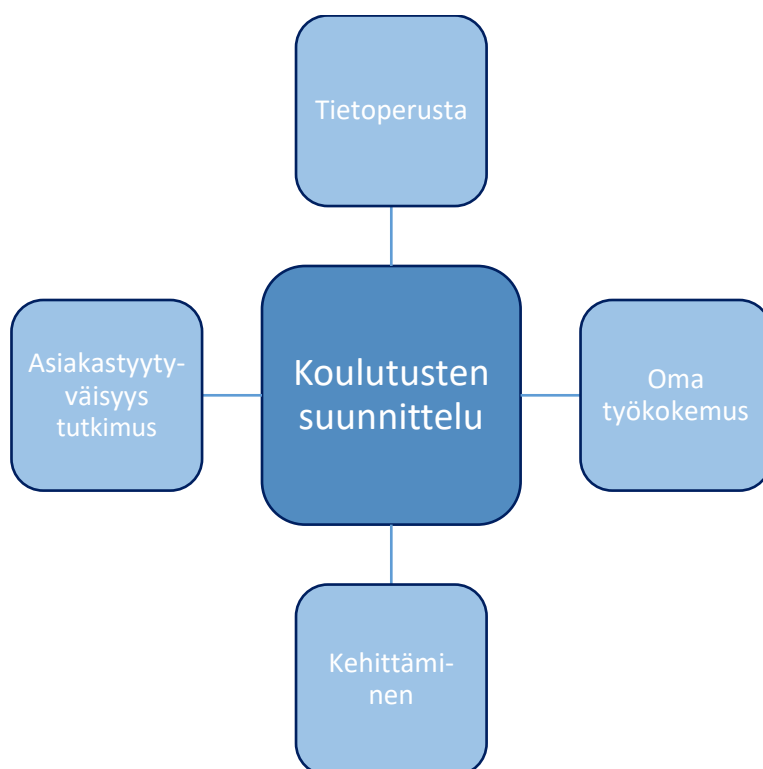 Tietoperusta
Asiakastyyty-
väisyys
tutkimus
Koulutusten
suunnittelu
Oma
työkokemus
Kehittämi-
nen